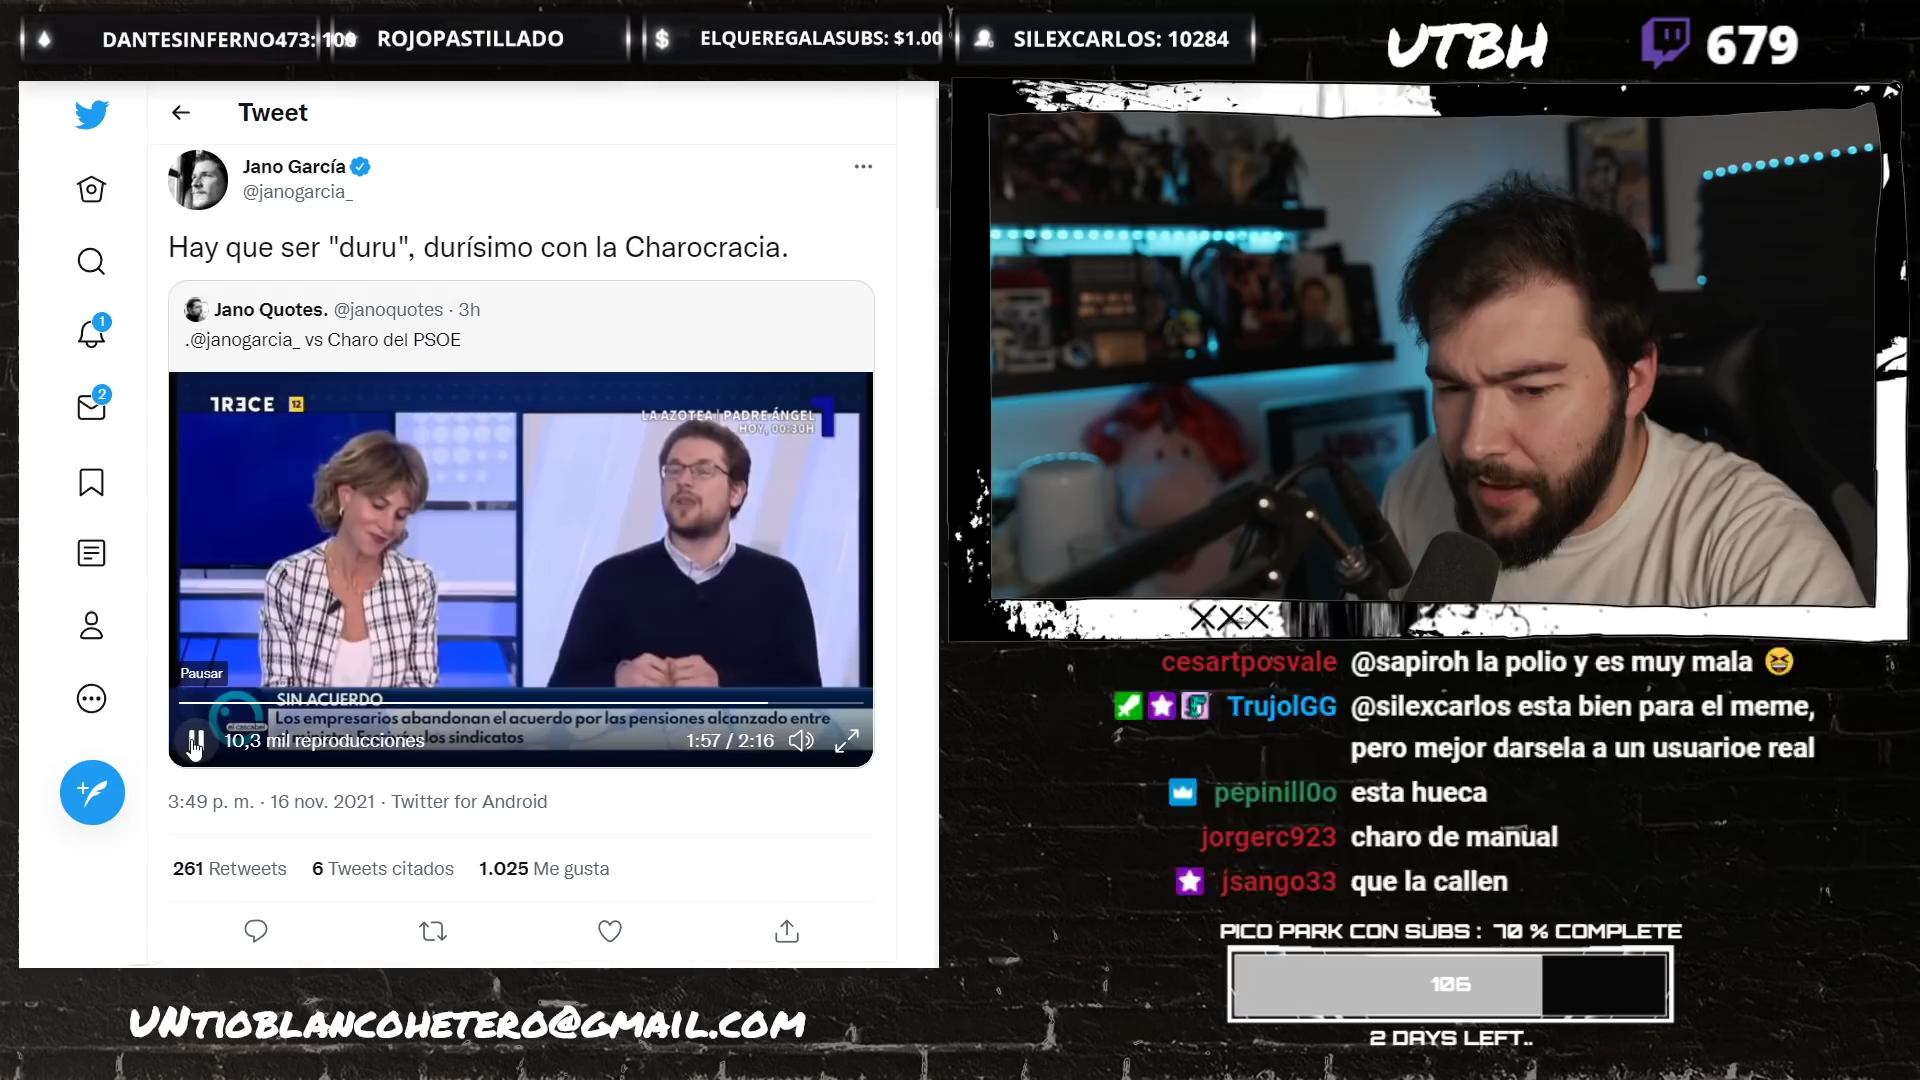 DANTESINFERNO473: 100
ROJOPASTILLADO
$ ELQUEREGALASUBS: $1.00
SILEXCARLOS: 10284
UTBH
679
Tweet
Jano García
@janogarcia_
Hay que ser "duru", durísimo con la Charocracia.
Jano Quotes. @janoquotes · 3h
.@janogarcia_ vs Charo del PSOE
TRECE 12
LA AZOTEA | PADRE ÁNGEL
HOY, 00:30H
Pausar
SIN ACUERDO
Los empresarios abandonan el acuerdo por las pensiones alcanzado entre
los sindicatos
10,3 mil reproducciones
1:57 / 2:16
3:49 p. m. · 16 nov. 2021 · Twitter for Android
261 Retweets 6 Tweets citados 1.025 Me gusta
1
2
XXX
cesartposvale @sapiroh la polio y es muy mala
TrujolGG @silexcarlos esta bien para el meme,
pero mejor darsela a un usuarioe real
pepinill0o esta hueca
jorgerc923 charo de manual
jsango33 que la callen
PICO PARK CON SUBS : 70 % COMPLETE
106
2 DAYS LEFT..
UNTIOBLANCOHETERO@GMAIL.COM